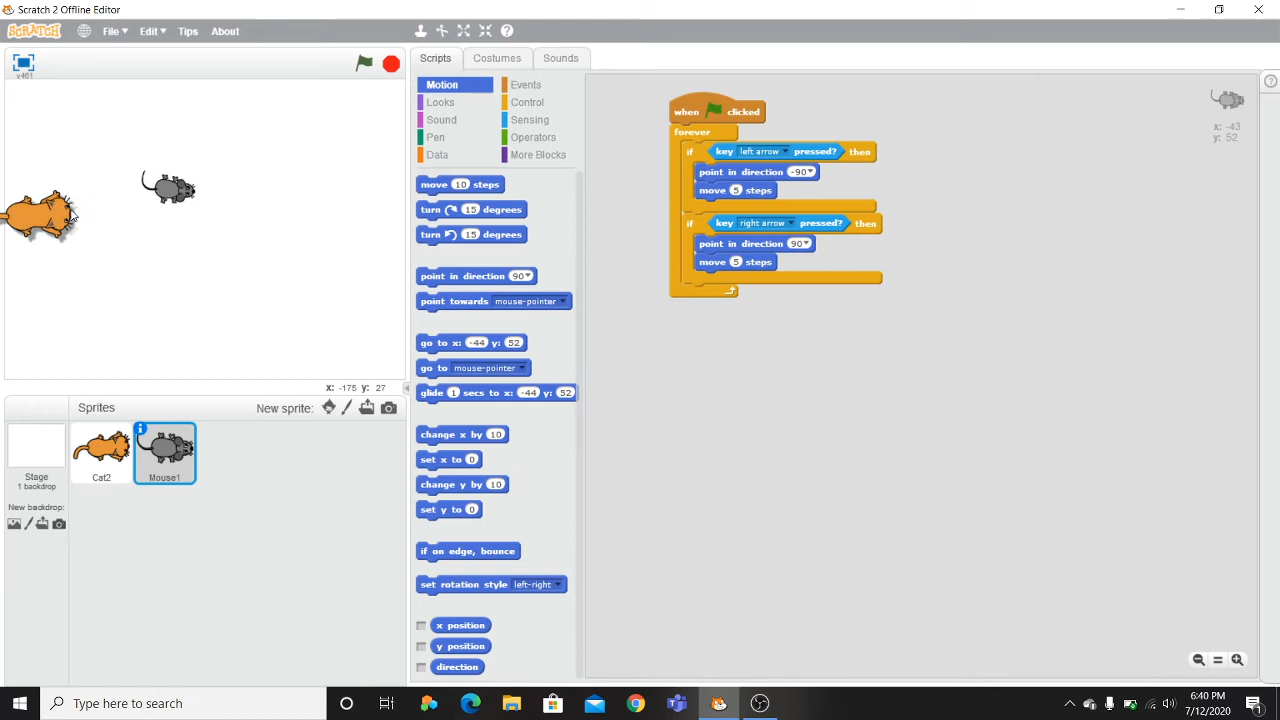 Scratch 2 Offline Editor
SCRATCH File Edit Tips About
v461
Scripts Costumes Sounds
Motion Events
Looks Control
Sound Sensing
Pen Operators
Data More Blocks
move 10 steps
turn 15 degrees
turn 15 degrees
point in direction 90
point towards mouse-pointer
go to x: -44 y: 52
go to mouse-pointer
glide 1 secs to x: -44 y: 52
change x by 10
set x to 0
change y by 10
set y to 0
if on edge, bounce
set rotation style left-right
x position
y position
direction
when clicked
forever
if key left arrow pressed? then
point in direction -90
move 5 steps
if key right arrow pressed? then
point in direction 90
move 5 steps
x: -43
y: 52
x: -175 y: 27
Sprites New sprite:
Stage
1 backdrop
New backdrop:
Cat2
Mouse1
Type here to search
6:40 PM
7/12/2020